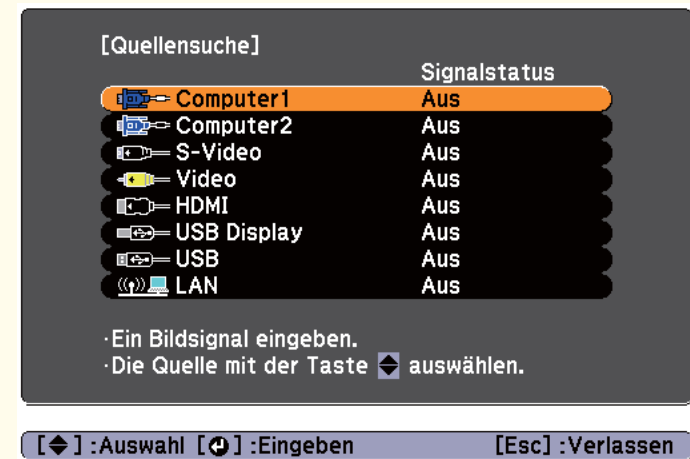 [Quellensuche]
Signalstatus
Computer1 Aus
Computer2 Aus
S-Video Aus
Video Aus
HDMI Aus
USB Display Aus
USB Aus
LAN Aus
·Ein Bildsignal eingeben.
·Die Quelle mit der Taste auswählen.
[ ] :Auswahl [ ] :Eingeben [Esc] :Verlassen